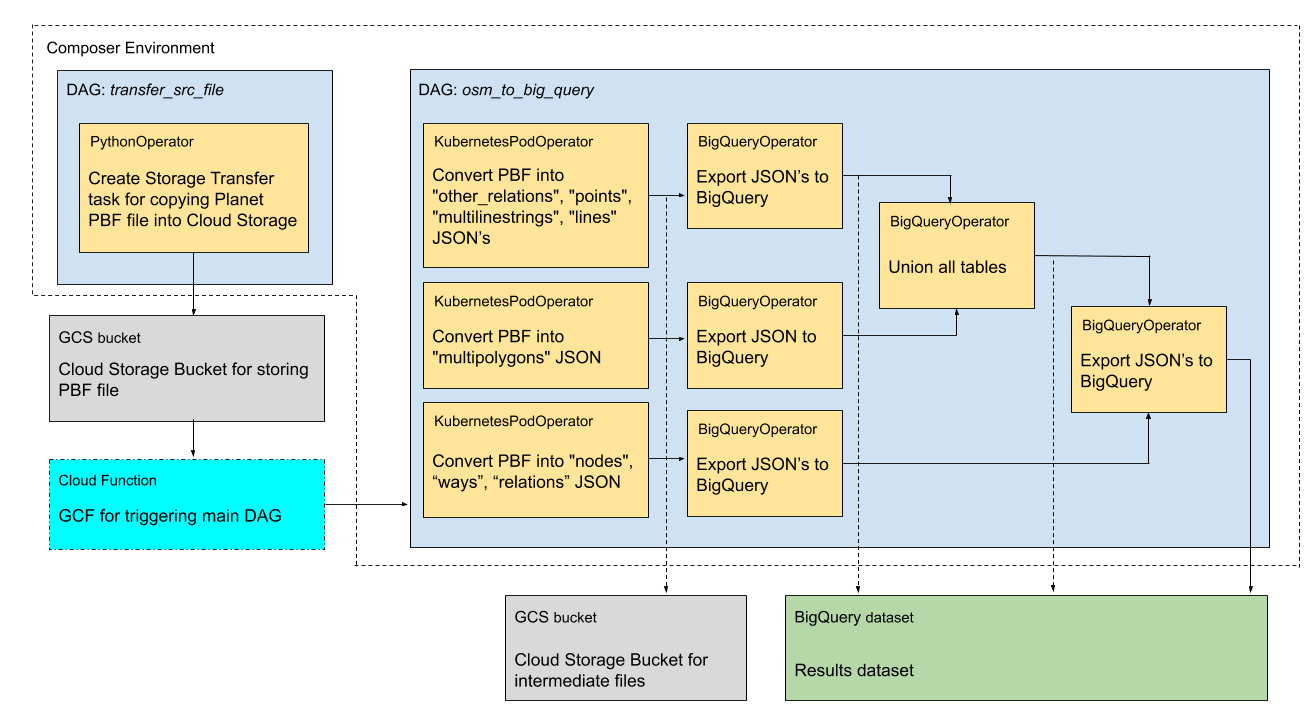 Composer Environment
DAG: transfer_src_file
PythonOperator
Create Storage Transfer
task for copying Planet
PBF file into Cloud Storage
GCS bucket
Cloud Storage Bucket for storing
PBF file
Cloud Function
GCF for triggering main DAG
DAG: osm_to_big_query
KubernetesPodOperator
Convert PBF into
"other_relations", "points",
"multilinestrings", "lines"
JSON’s
BigQueryOperator
Export JSON’s to
BigQuery
KubernetesPodOperator
Convert PBF into
"multipolygons" JSON
BigQueryOperator
Export JSON to
BigQuery
KubernetesPodOperator
Convert PBF into "nodes",
“ways”, “relations” JSON
BigQueryOperator
Export JSON’s to
BigQuery
BigQueryOperator
Union all tables
BigQueryOperator
Export JSON’s to
BigQuery
GCS bucket
Cloud Storage Bucket for
intermediate files
BigQuery dataset
Results dataset